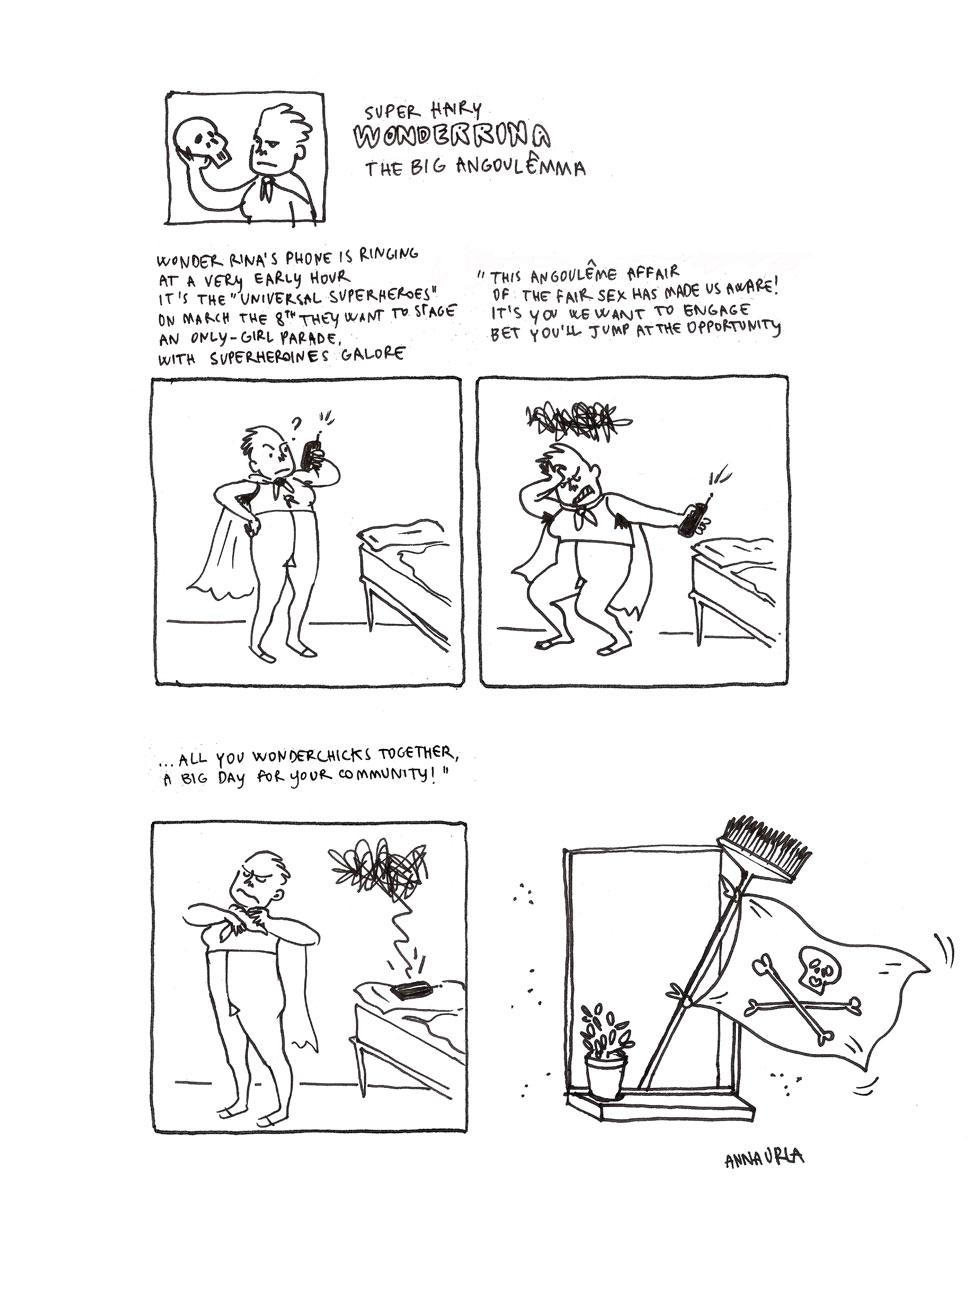 SUPER HAIRY
WONDERRINA
THE BIG ANGOULÊMMA
WONDER RINA'S PHONE IS RINGING
AT A VERY EARLY HOUR
IT'S THE "UNIVERSAL SUPERHEROES"
ON MARCH THE 8TH THEY WANT TO STAGE
AN ONLY-GIRL PARADE,
WITH SUPERHEROINES GALORE
"THIS ANGOULÊME AFFAIR
OF THE FAIR SEX HAS MADE US AWARE!
IT'S YOU WE WANT TO ENGAGE
BET YOU'LL JUMP AT THE OPPORTUNITY
?
...ALL YOU WONDERCHICKS TOGETHER,
A BIG DAY FOR YOUR COMMUNITY!"
ANNA URLA